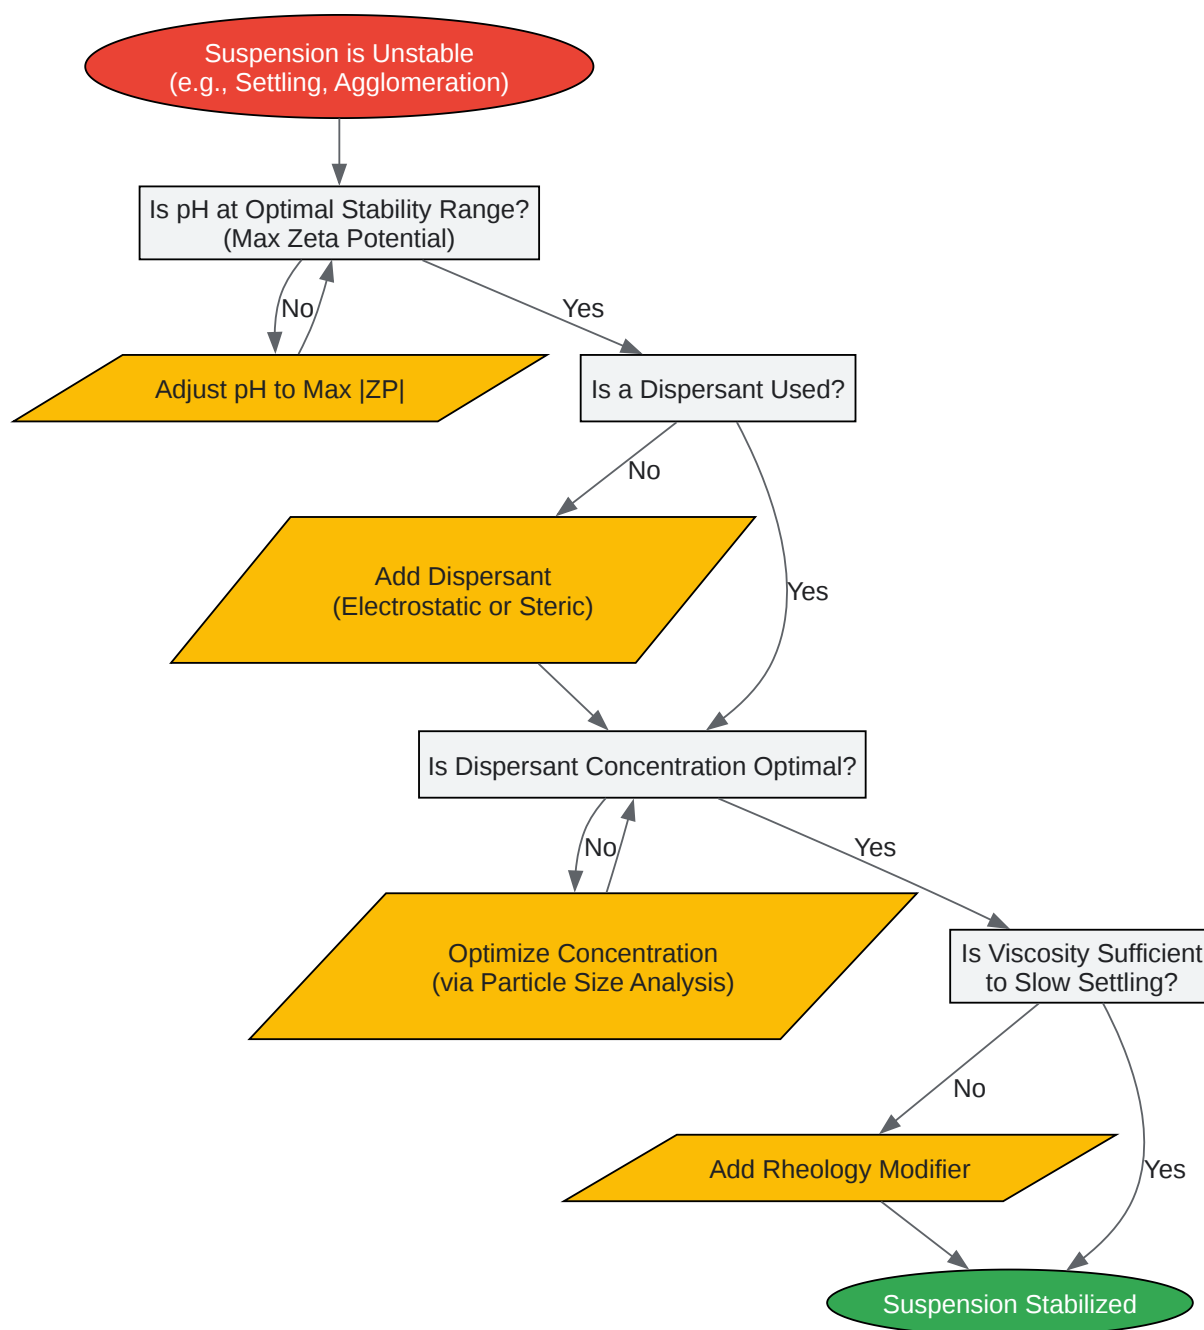 Suspension is Unstable
(e.g., Settling, Agglomeration)
Is pH at Optimal Stability Range?
(Max Zeta Potential)
No
Yes
Adjust pH to Max |ZP|
Is a Dispersant Used?
No
Add Dispersant
(Electrostatic or Steric)
Yes
Is Dispersant Concentration Optimal?
No
Yes
Optimize Concentration
(via Particle Size Analysis)
Is Viscosity Sufficient
to Slow Settling?
No
Add Rheology Modifier
Yes
Suspension Stabilized